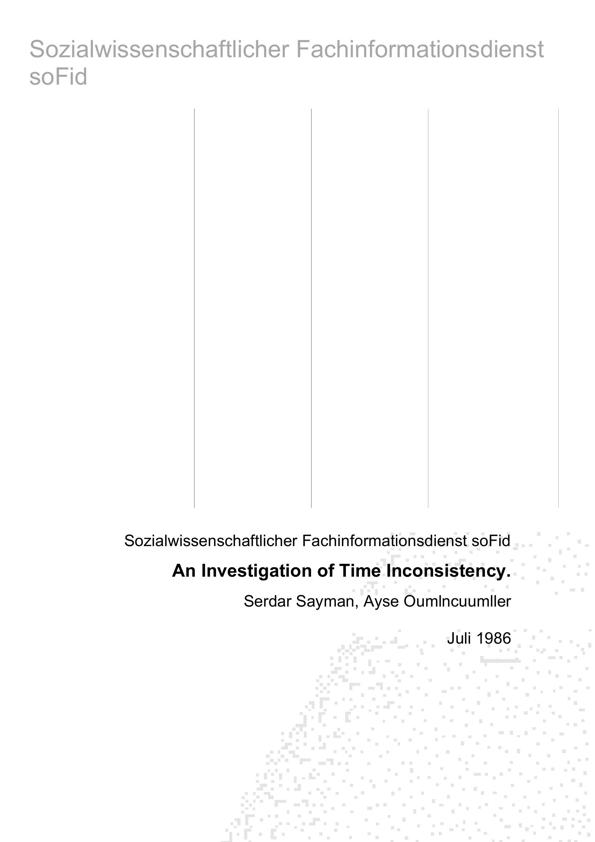 Sozialwissenschaftlicher Fachinformationsdienst
soFid
Sozialwissenschaftlicher Fachinformationsdienst soFid
An Investigation of Time Inconsistency.
Serdar Sayman, Ayse Oumlncuumller
Juli 1986